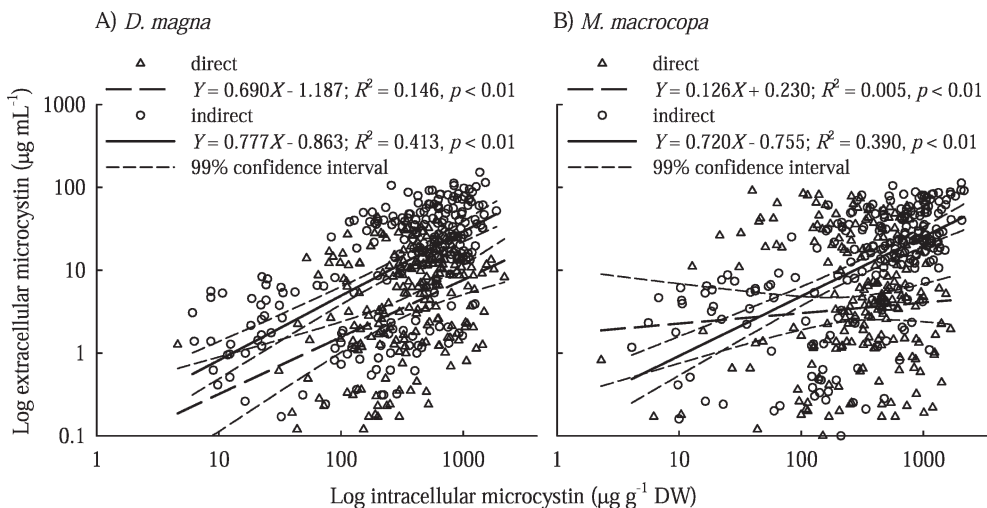 A) D. magna
direct
Y = 0.690X - 1.187; R² = 0.146, p < 0.01
indirect
Y = 0.777X - 0.863; R² = 0.413, p < 0.01
99% confidence interval
B) M. macrocopa
direct
Y = 0.126X + 0.230; R² = 0.005, p < 0.01
indirect
Y = 0.720X - 0.755; R² = 0.390, p < 0.01
99% confidence interval
Log extracellular microcystin (µg mL⁻¹)
1000
100
10
1
0.1
1 10 100 1000
1 10 100 1000
Log intracellular microcystin (µg g⁻¹ DW)